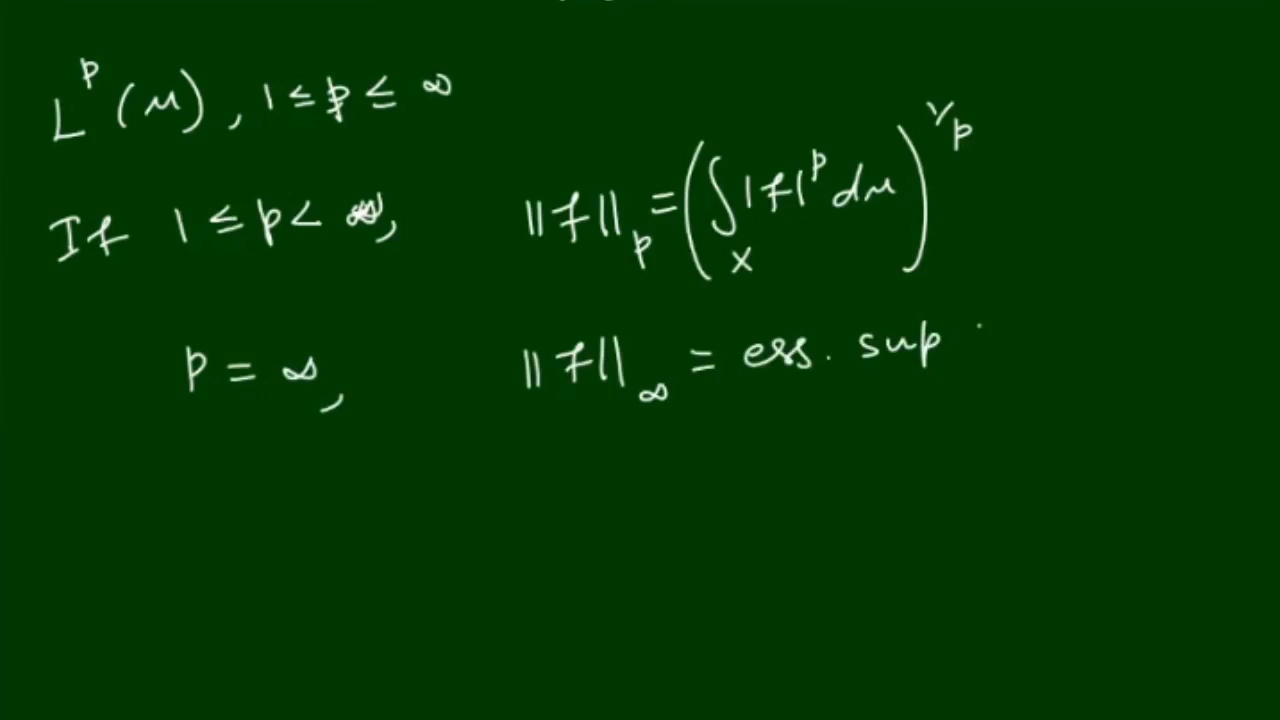 L^p(μ), 1 ≤ p ≤ ∞
If 1 ≤ p < ∞, ||f||_p = (∫_X |f|^p dμ)^{1/p}
p = ∞, ||f||_∞ = ess. sup